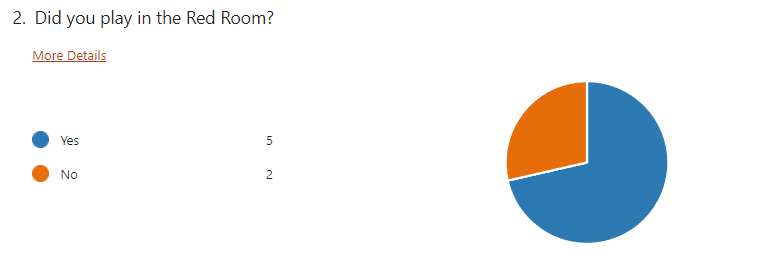 2. Did you play in the Red Room?
More Details
Yes 5
No 2